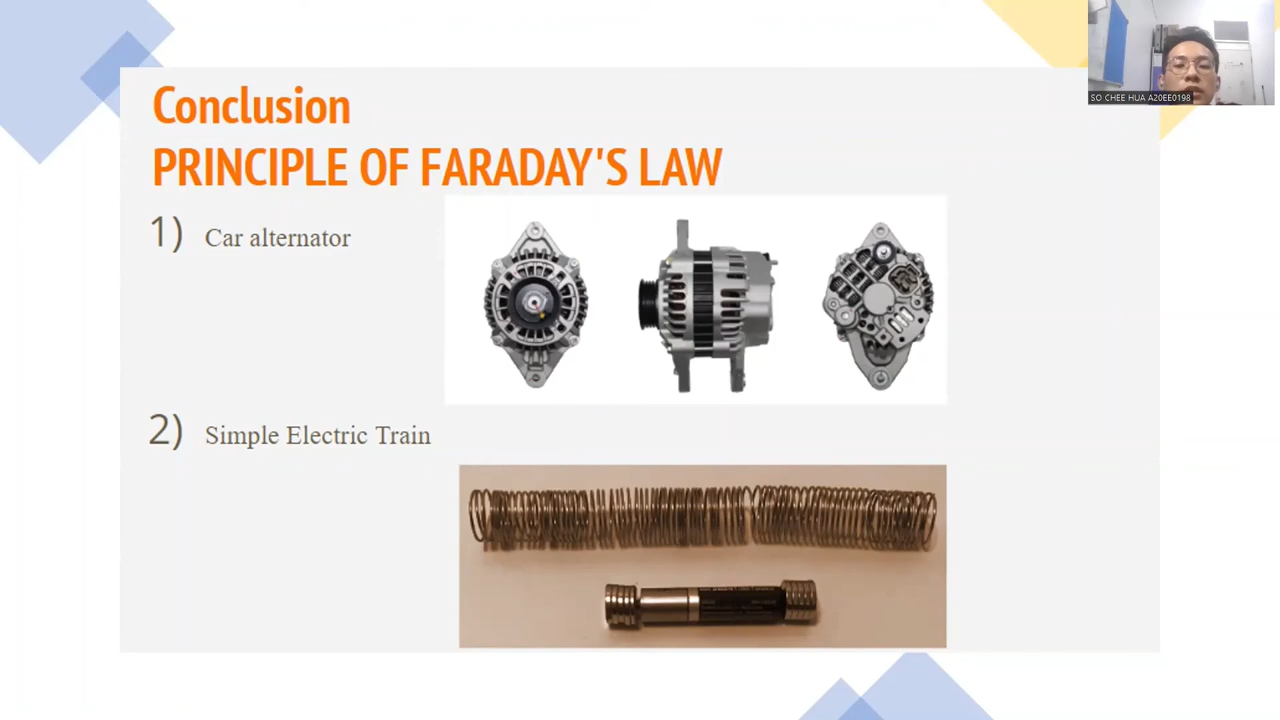 SO CHEE HUA A20EE0198
Conclusion
PRINCIPLE OF FARADAY'S LAW
1) Car alternator
2) Simple Electric Train